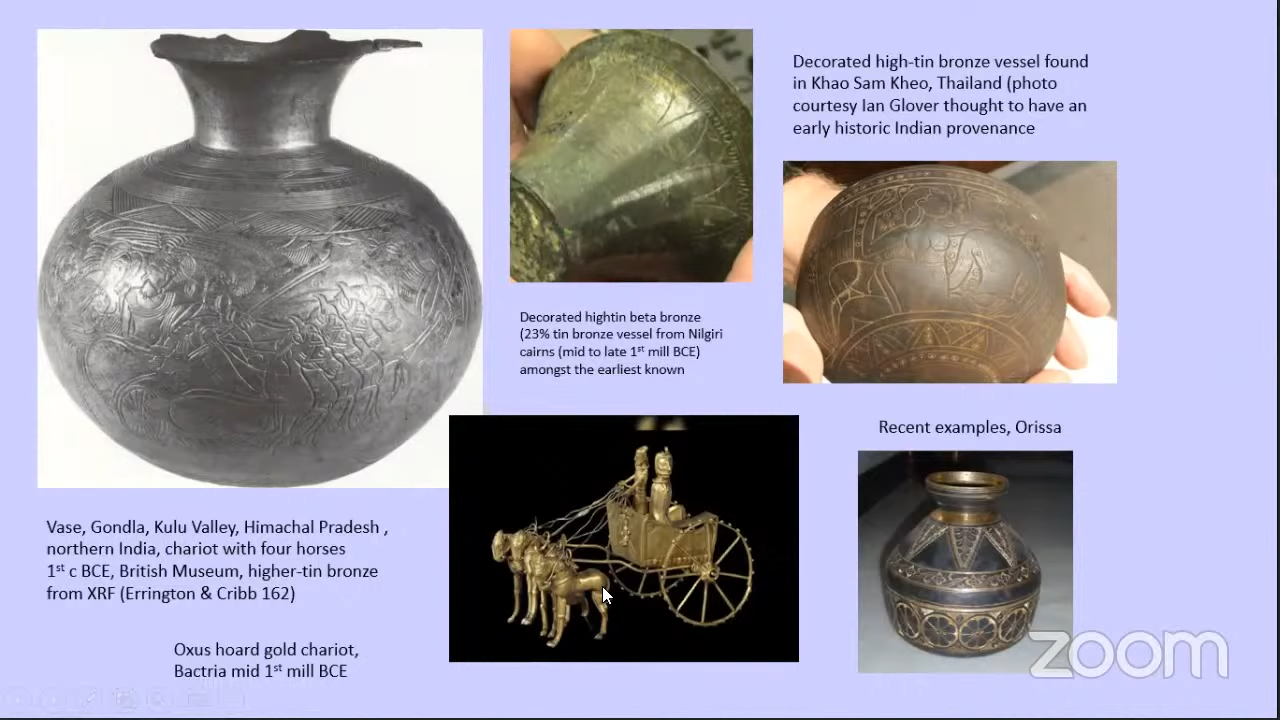 Decorated high-tin bronze vessel found
in Khao Sam Kheo, Thailand (photo
courtesy Ian Glover thought to have an
early historic Indian provenance
Decorated hightin beta bronze
(23% tin bronze vessel from Nilgiri
cairns (mid to late 1st mill BCE)
amongst the earliest known
Recent examples, Orissa
Vase, Gondla, Kulu Valley, Himachal Pradesh ,
northern India, chariot with four horses
1st c BCE, British Museum, higher-tin bronze
from XRF (Errington & Cribb 162)
Oxus hoard gold chariot,
Bactria mid 1st mill BCE
zoom